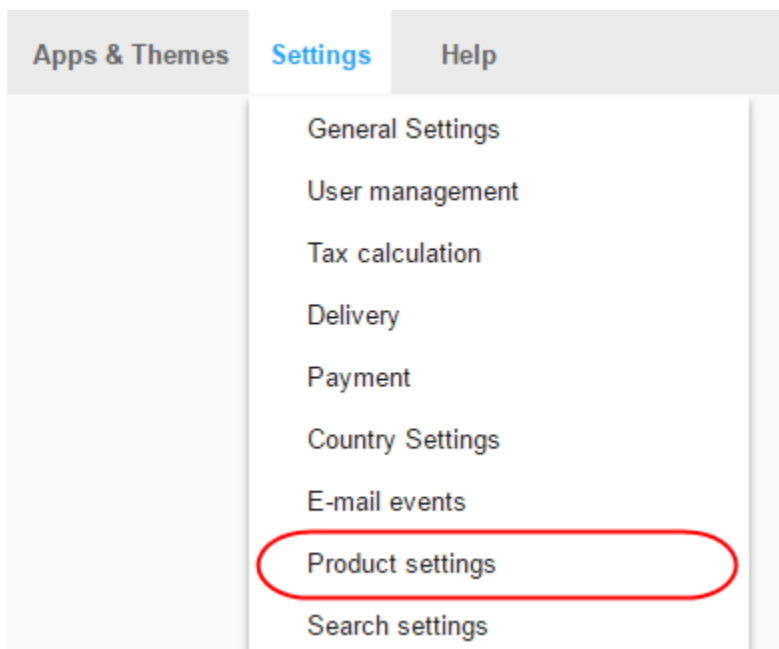 Apps & Themes Settings Help
General Settings
User management
Tax calculation
Delivery
Payment
Country Settings
E-mail events
Product settings
Search settings